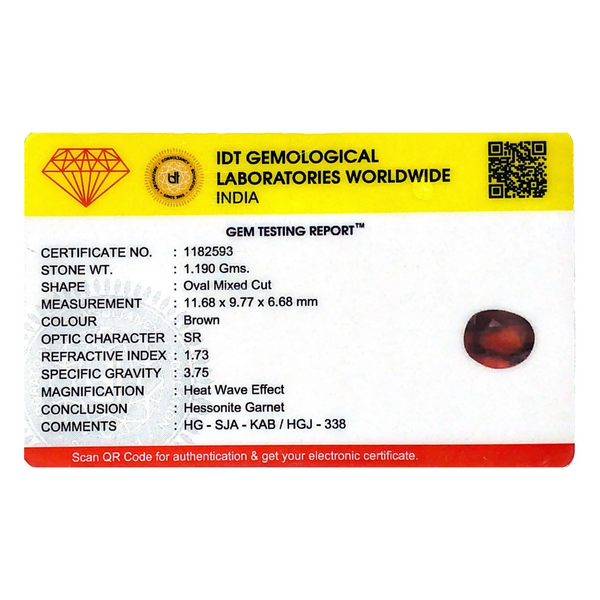 IDT GEMOLOGICAL
LABORATORIES WORLDWIDE
INDIA
GEM TESTING REPORT™
CERTIFICATE NO. : 1182593
STONE WT. : 1.190 Gms.
SHAPE : Oval Mixed Cut
MEASUREMENT : 11.68 x 9.77 x 6.68 mm
COLOUR : Brown
OPTIC CHARACTER : SR
REFRACTIVE INDEX : 1.73
SPECIFIC GRAVITY : 3.75
MAGNIFICATION : Heat Wave Effect
CONCLUSION : Hessonite Garnet
COMMENTS : HG - SJA - KAB / HGJ - 338
Scan QR Code for authentication & get your electronic certificate.